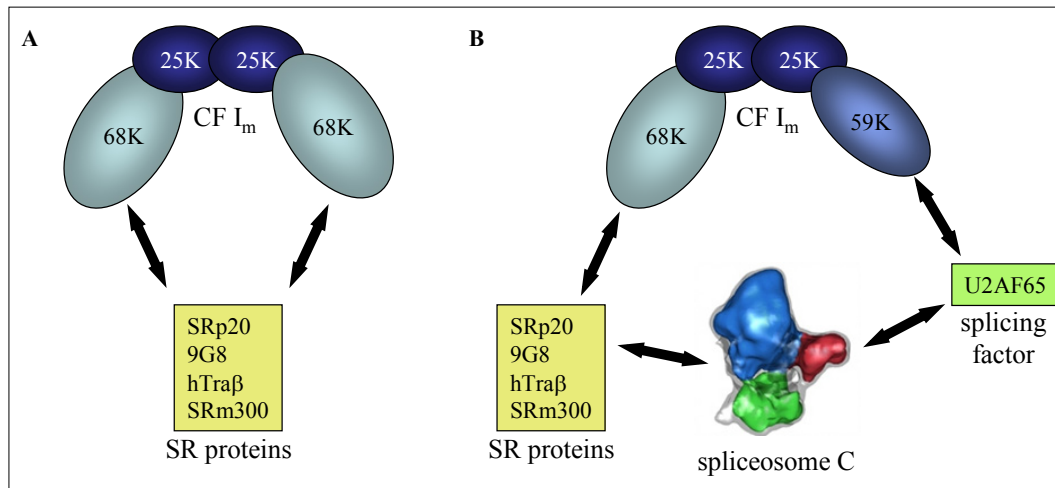 A
25K 25K
CF Im
68K 68K
SRp20
9G8
hTraβ
SRm300
SR proteins
B
25K 25K
CF Im
68K
59K
U2AF65
splicing
factor
SRp20
9G8
hTraβ
SRm300
SR proteins
spliceosome C